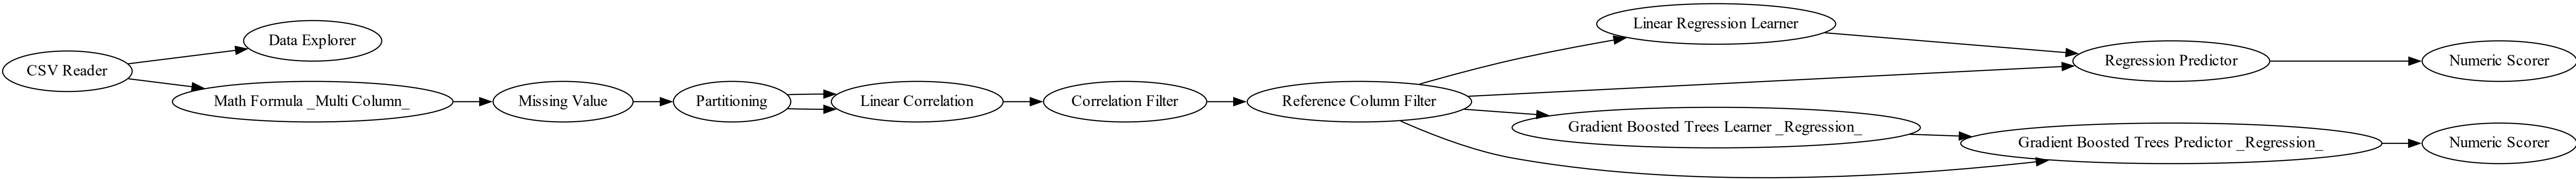 CSV Reader
Data Explorer
Math Formula _Multi Column_
Missing Value
Partitioning
Linear Correlation
Correlation Filter
Reference Column Filter
Linear Regression Learner
Gradient Boosted Trees Learner _Regression_
Regression Predictor
Gradient Boosted Trees Predictor _Regression_
Numeric Scorer
Numeric Scorer